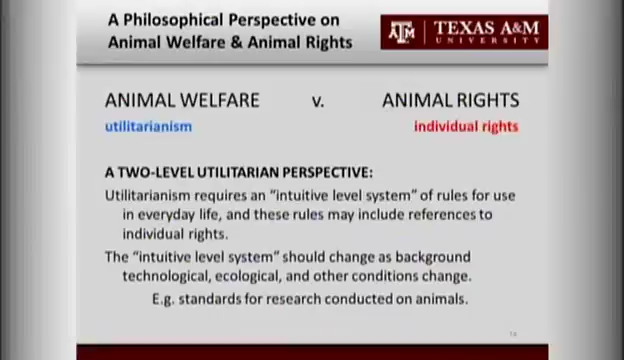 A Philosophical Perspective on
Animal Welfare & Animal Rights
ATM TEXAS A&M
UNIVERSITY
ANIMAL WELFARE v. ANIMAL RIGHTS
utilitarianism individual rights
A TWO-LEVEL UTILITARIAN PERSPECTIVE:
Utilitarianism requires an “intuitive level system” of rules for use
in everyday life, and these rules may include references to
individual rights.
The “intuitive level system” should change as background
technological, ecological, and other conditions change.
E.g. standards for research conducted on animals.